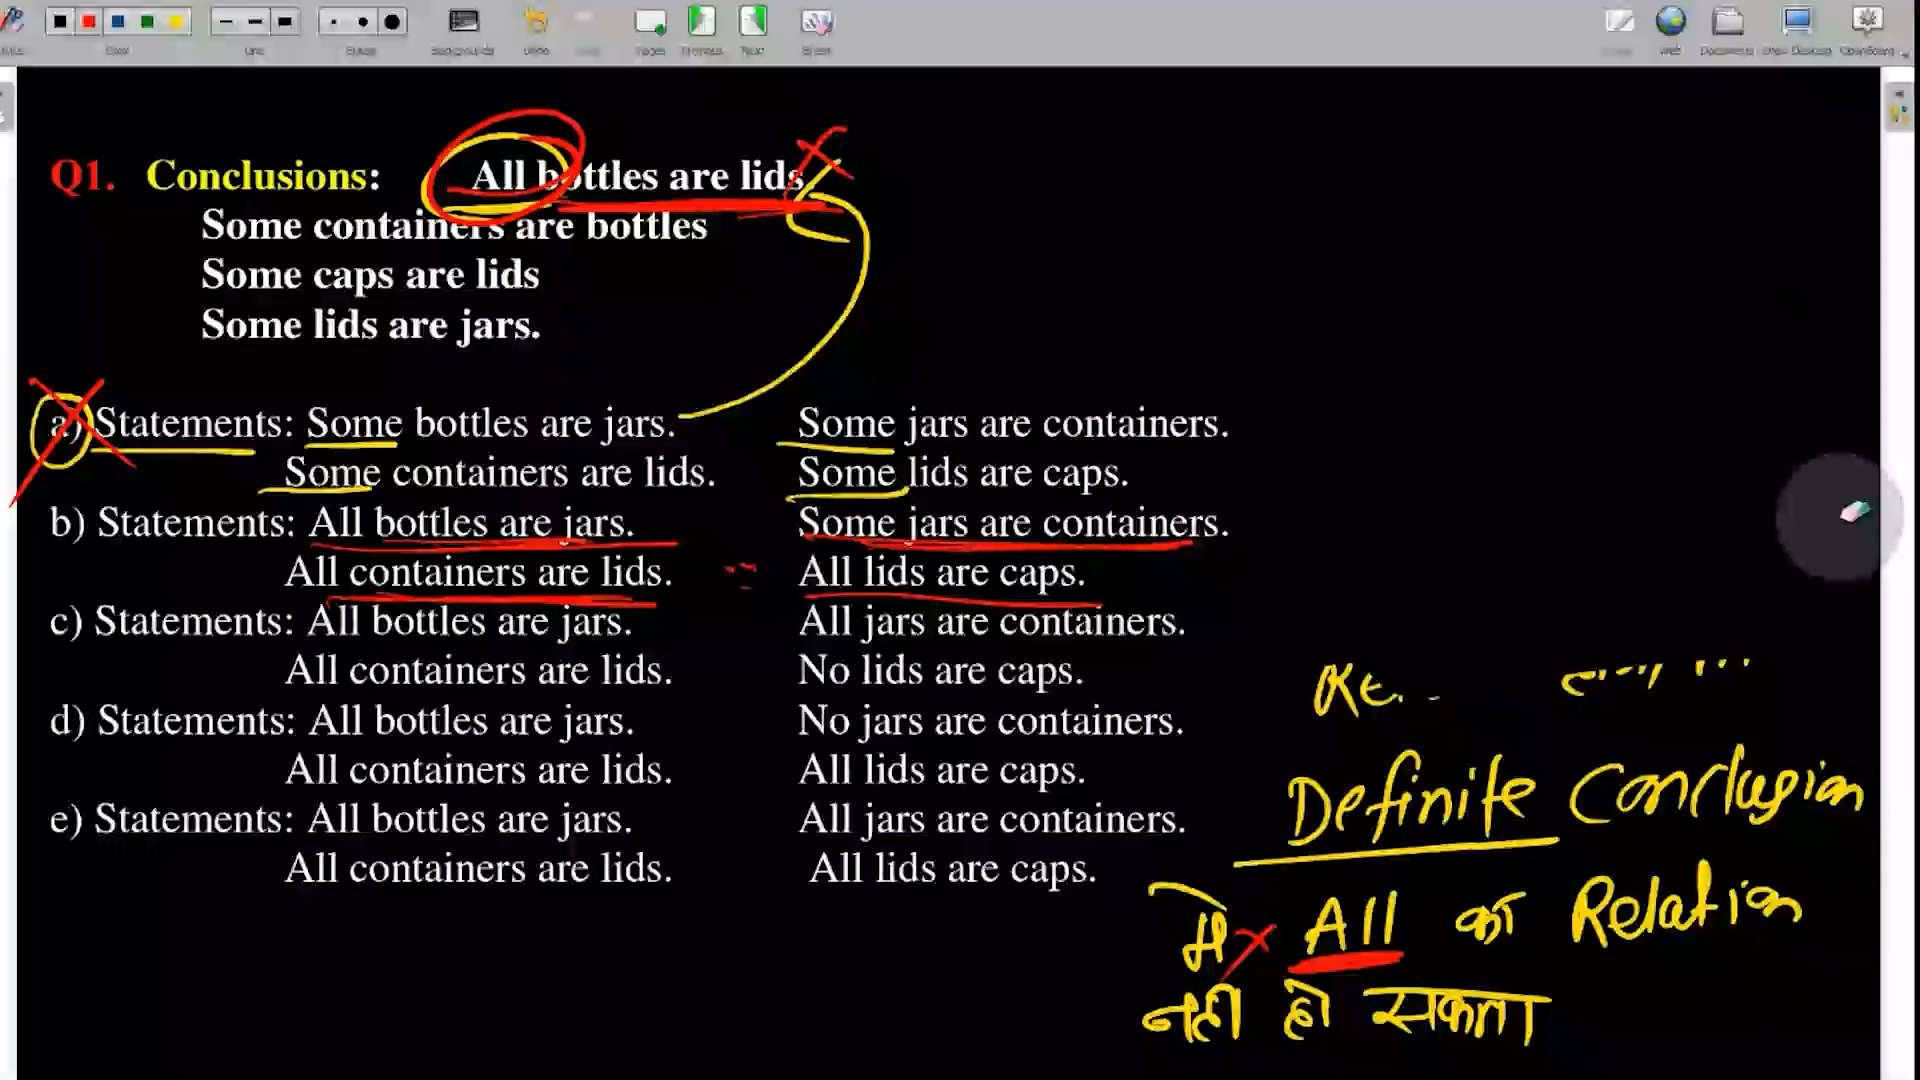 Q1. Conclusions: All bottles are lids
Some containers are bottles
Some caps are lids
Some lids are jars.
a) Statements: Some bottles are jars. Some jars are containers.
Some containers are lids. Some lids are caps.
b) Statements: All bottles are jars. Some jars are containers.
All containers are lids. All lids are caps.
c) Statements: All bottles are jars. All jars are containers.
All containers are lids. No lids are caps.
d) Statements: All bottles are jars. No jars are containers.
All containers are lids. All lids are caps.
e) Statements: All bottles are jars. All jars are containers.
All containers are lids. All lids are caps.
Definite Conclusion
में All का Relation
नहीं हो सकता